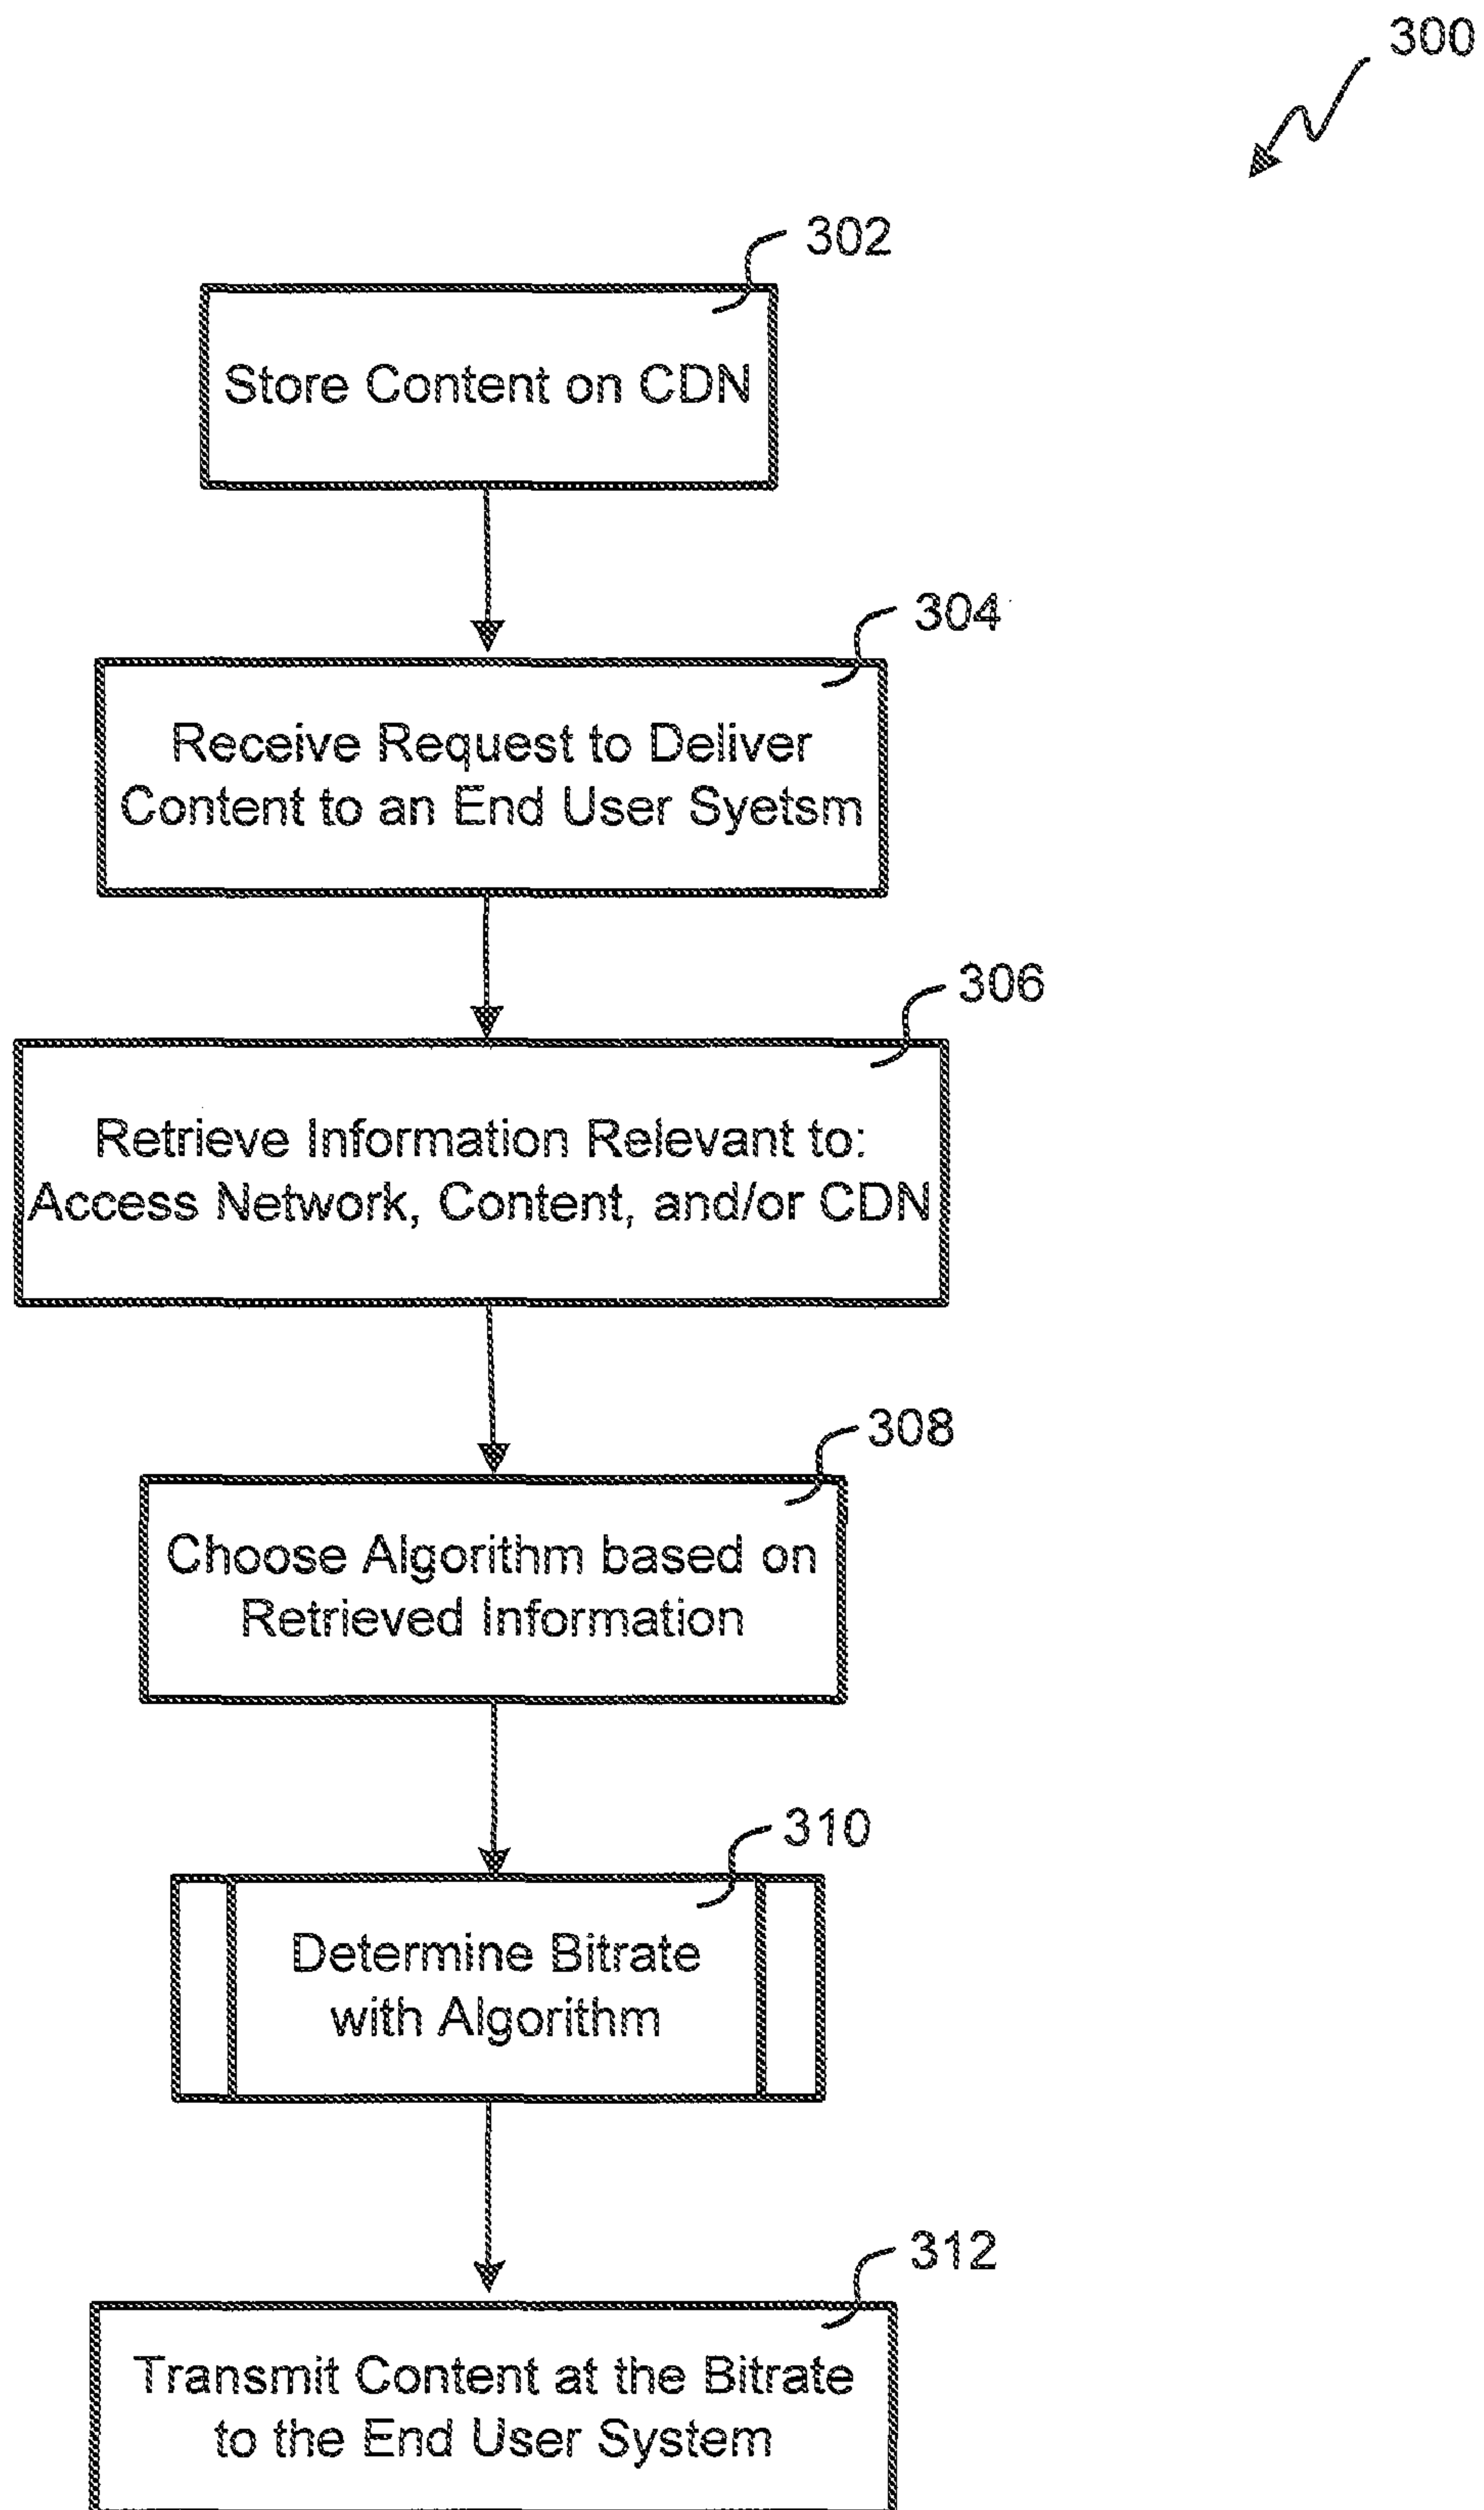 300
302
Store Content on CDN
304
Receive Request to Deliver
Content to an End User Syetsm
306
Retrieve Information Relevant to:
Access Network, Content, and/or CDN
308
Choose Algorithm based on
Retrieved Information
310
Determine Bitrate
with Algorithm
312
Transmit Content at the Bitrate
to the End User System